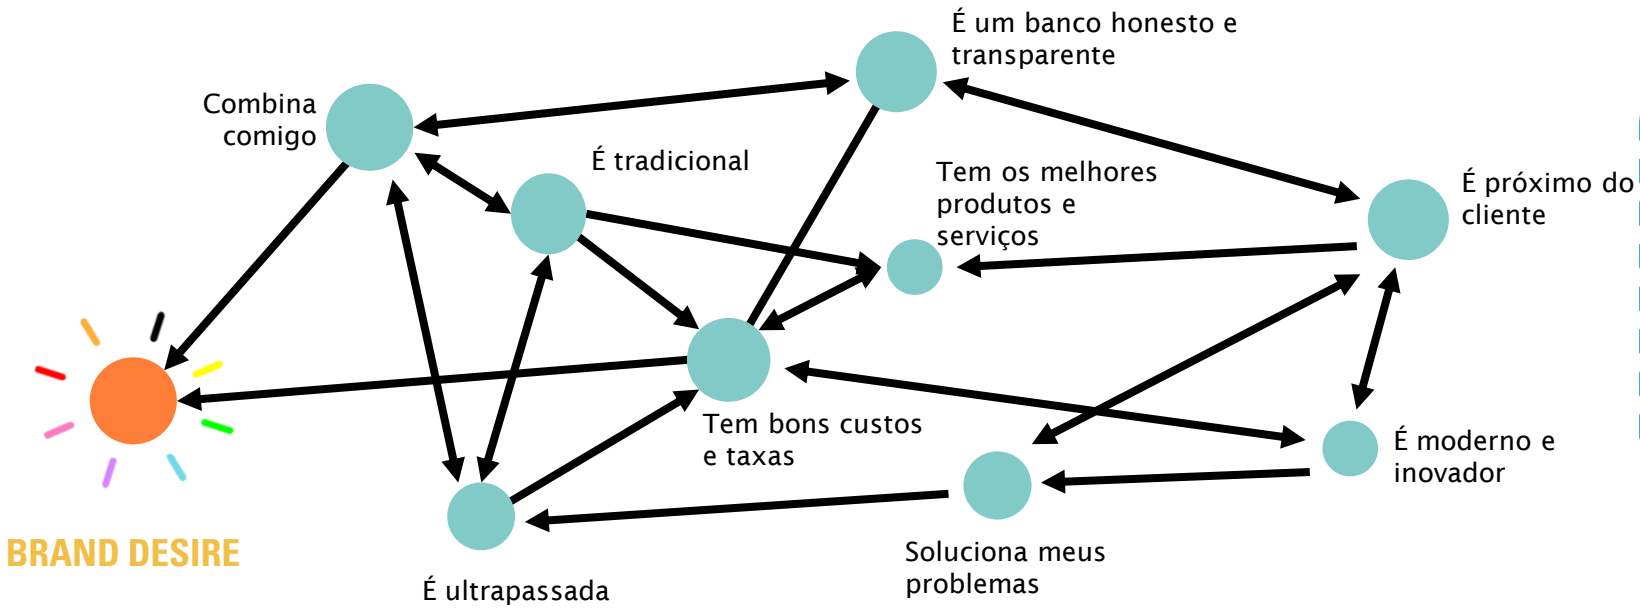 É um banco honesto e
transparente
Combina
comigo
É tradicional
Tem os melhores
produtos e
serviços
É próximo do
cliente
Tem bons custos
e taxas
É moderno e
inovador
BRAND DESIRE
Soluciona meus
problemas
É ultrapassada